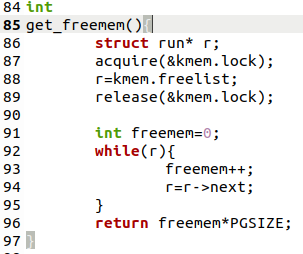 84 int
85 get_freemem(){
86 struct run* r;
87 acquire(&kmem.lock);
88 r=kmem.freelist;
89 release(&kmem.lock);
90
91 int freemem=0;
92 while(r){
93 freemem++;
94 r=r->next;
95 }
96 return freemem*PGSIZE;
97 }